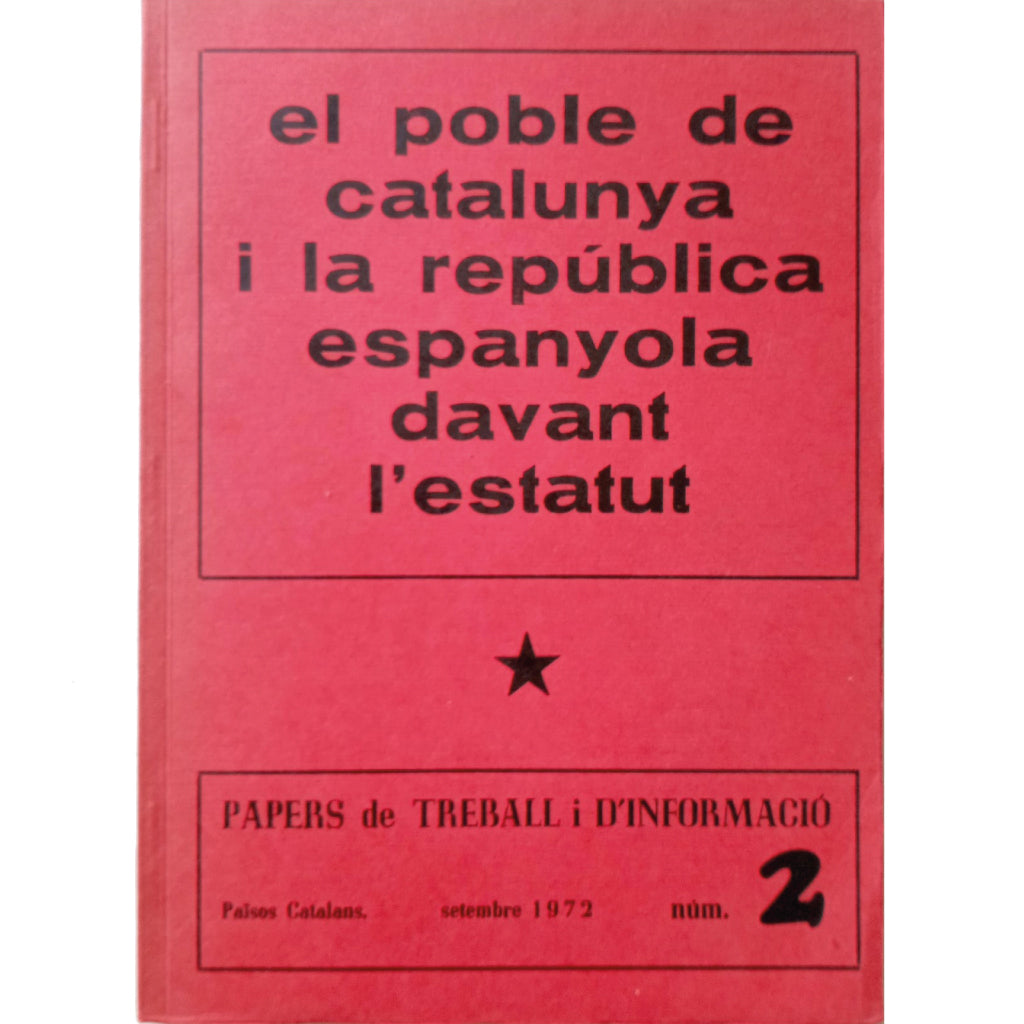 el poble de
catalunya
i la república
espanyola
davant
l'estatut
PAPERS de TREBALL i D'INFORMACIÓ
Països Catalans. setembre 1972 núm. 2